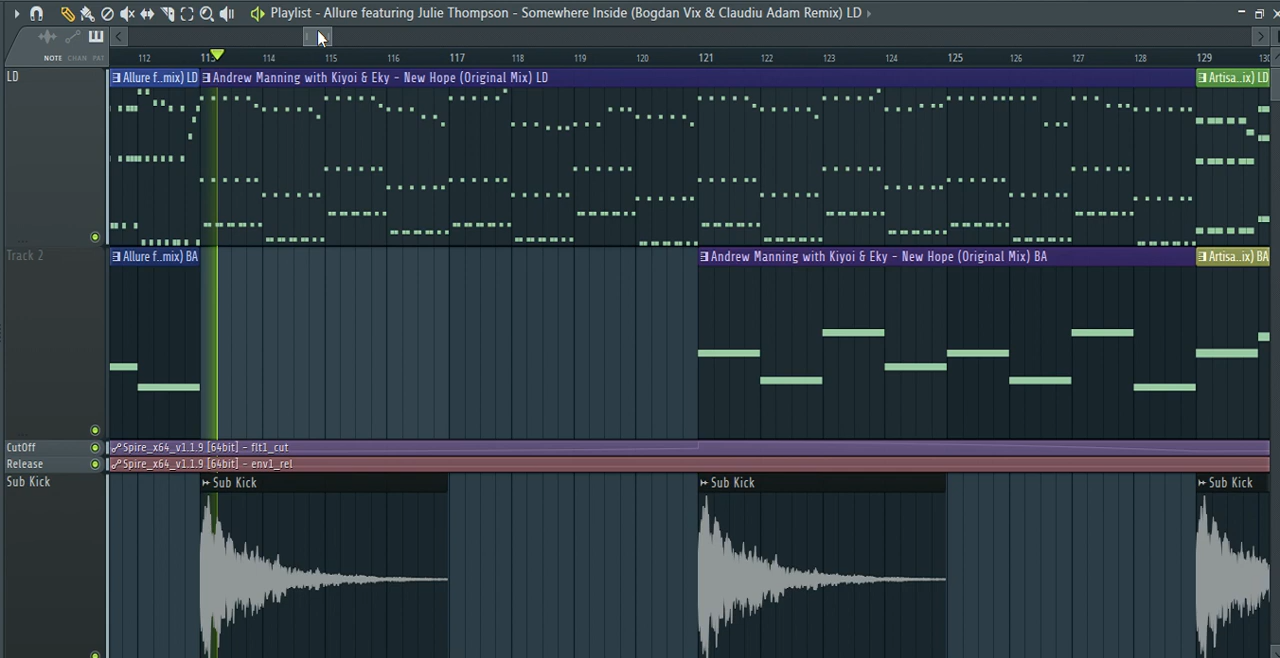 Playlist - Allure featuring Julie Thompson - Somewhere Inside (Bogdan Vix & Claudiu Adam Remix) LD
NOTE CHAN PAT
112 113 114 115 116 117 118 119 120 121 122 123 124 125 126 127 128 129 130
LD
Allure f..mix) LD Andrew Manning with Kiyoi & Eky - New Hope (Original Mix) LD Artisa..ix) LD
Track 2
Allure f..mix) BA Andrew Manning with Kiyoi & Eky - New Hope (Original Mix) BA Artisa..ix) BA
CutOff Spire_x64_v1.1.9 [64bit] - flt1_cut
Release Spire_x64_v1.1.9 [64bit] - env1_rel
Sub Kick Sub Kick Sub Kick Sub Kick